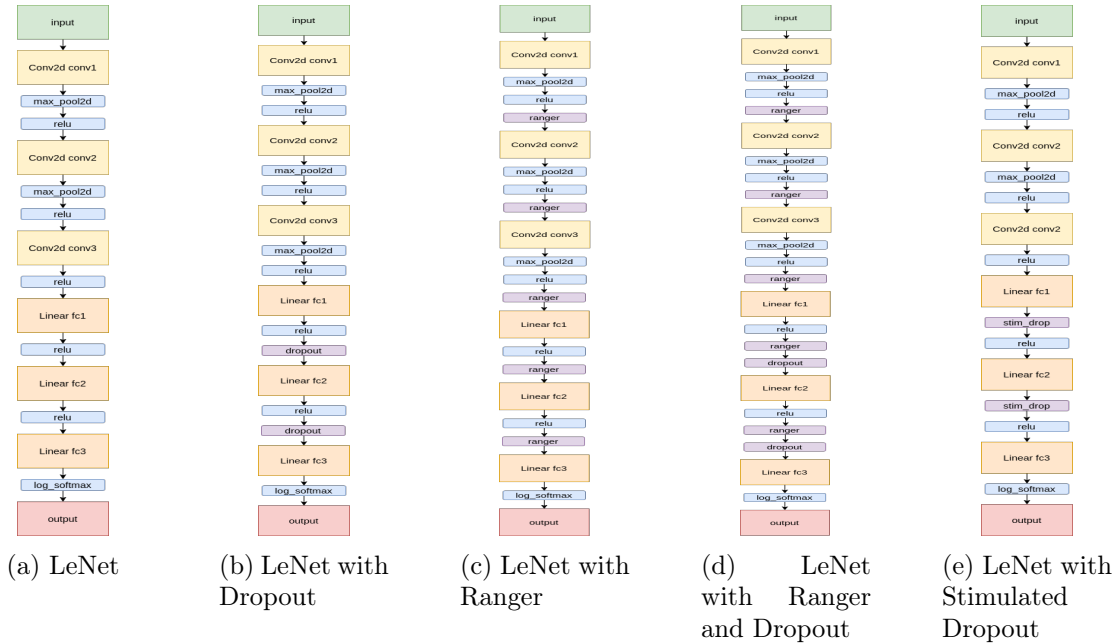 input
Conv2d conv1
max_pool2d
relu
Conv2d conv2
max_pool2d
relu
Conv2d conv3
relu
Linear fc1
relu
Linear fc2
relu
Linear fc3
log_softmax
output
(a) LeNet
input
Conv2d conv1
max_pool2d
relu
Conv2d conv2
max_pool2d
relu
Conv2d conv3
max_pool2d
relu
Linear fc1
relu
dropout
Linear fc2
relu
dropout
Linear fc3
log_softmax
output
(b) LeNet with
Dropout
input
Conv2d conv1
max_pool2d
relu
ranger
Conv2d conv2
max_pool2d
relu
ranger
Conv2d conv3
max_pool2d
relu
ranger
Linear fc1
relu
ranger
Linear fc2
relu
ranger
Linear fc3
log_softmax
output
(c) LeNet with
Ranger
input
Conv2d conv1
max_pool2d
relu
ranger
Conv2d conv2
max_pool2d
relu
ranger
Conv2d conv3
max_pool2d
relu
ranger
Linear fc1
relu
ranger
dropout
Linear fc2
relu
ranger
dropout
Linear fc3
log_softmax
output
(d) LeNet
with Ranger
and Dropout
input
Conv2d conv1
max_pool2d
relu
Conv2d conv2
max_pool2d
relu
Conv2d conv2
relu
Linear fc1
stim_drop
relu
Linear fc2
stim_drop
relu
Linear fc3
log_softmax
output
(e) LeNet with
Stimulated
Dropout